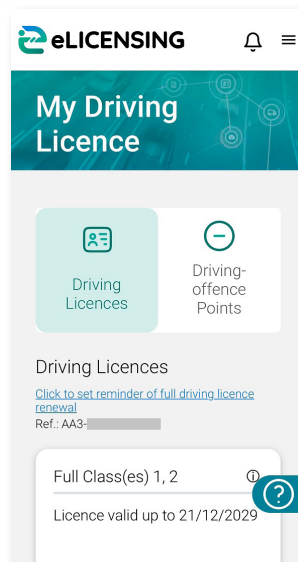 eLICENSING
My Driving
Licence
Driving
Licences
Driving-
offence
Points
Driving Licences
Click to set reminder of full driving licence
renewal
Ref.: AA3-
Full Class(es) 1, 2
Licence valid up to 21/12/2029